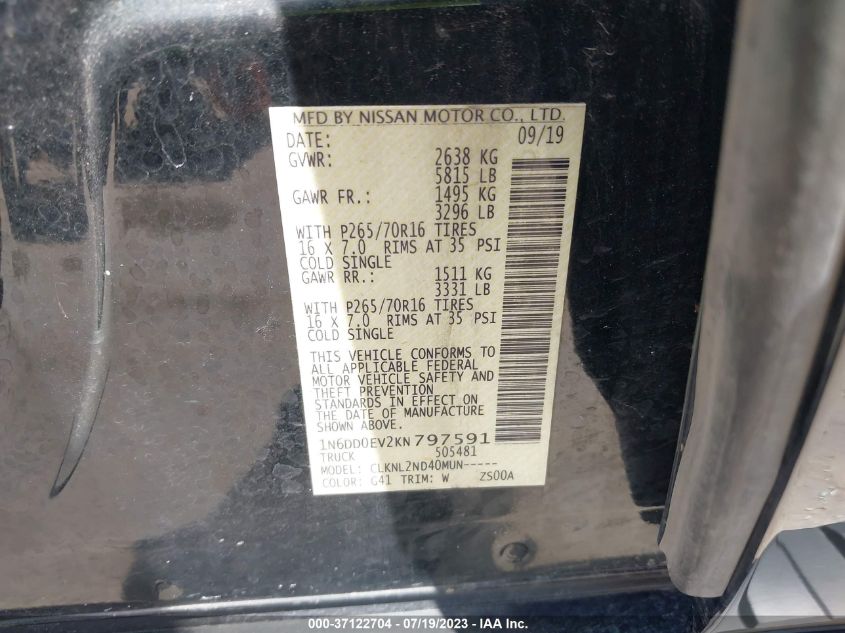 MFD BY NISSAN MOTOR CO., LTD.
DATE: 09/19
GVWR: 2638 KG
5815 LB
GAWR FR.: 1495 KG
3296 LB
WITH P265/70R16 TIRES
16 X 7.0 RIMS AT 35 PSI
COLD SINGLE
GAWR RR.: 1511 KG
3331 LB
WITH P265/70R16 TIRES
16 X 7.0 RIMS AT 35 PSI
COLD SINGLE
THIS VEHICLE CONFORMS TO
ALL APPLICABLE FEDERAL
MOTOR VEHICLE SAFETY AND
THEFT PREVENTION
STANDARDS IN EFFECT ON
THE DATE OF MANUFACTURE
SHOWN ABOVE.
1N6DD0EV2KN797591
TRUCK 505481
MODEL: CLKNL2ND40MUN-----
COLOR: G41 TRIM: W ZS00A
000-37122704 - 07/19/2023 - IAA Inc.